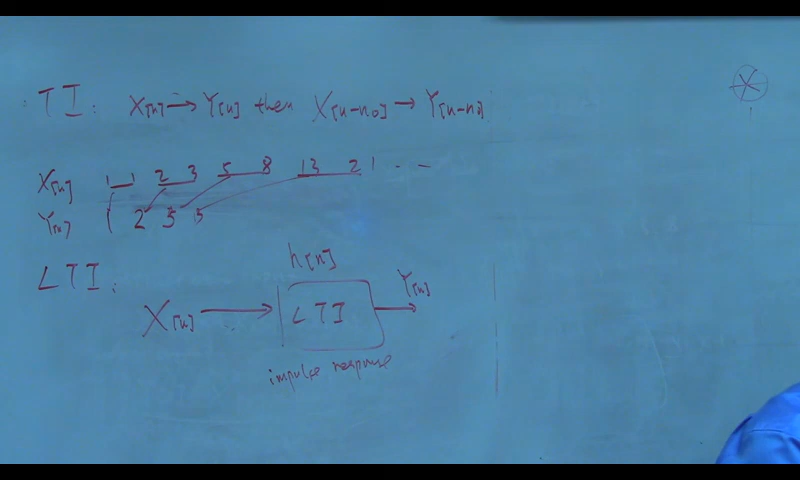 TI: X[n] → Y[n] then X[n-n0] → Y[n-n0]
X[n] 1 1 2 3 5 8 13 21 - -
Y[n] 1 2 5
LTI:
h[n]
X[n] → LTI → Y[n]
impulse response
X